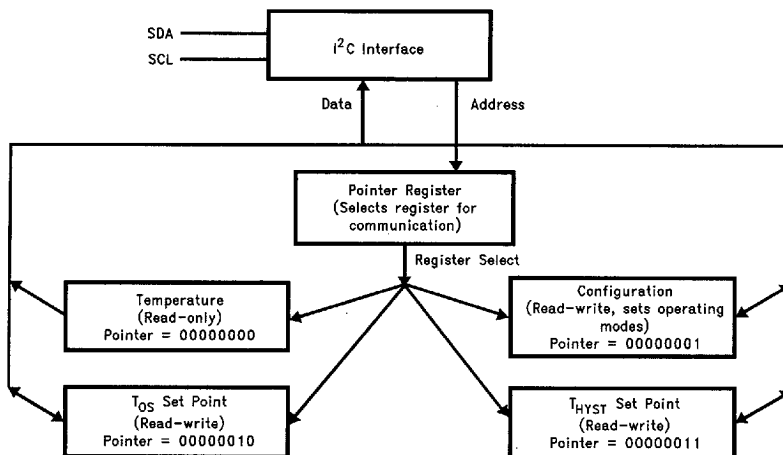 SDA
SCL
I²C Interface
Data
Address
Pointer Register
(Selects register for
communication)
Register Select
Temperature
(Read-only)
Pointer = 00000000
Configuration
(Read-write, sets operating
modes)
Pointer = 00000001
T_OS Set Point
(Read-write)
Pointer = 00000010
T_HYST Set Point
(Read-write)
Pointer = 00000011